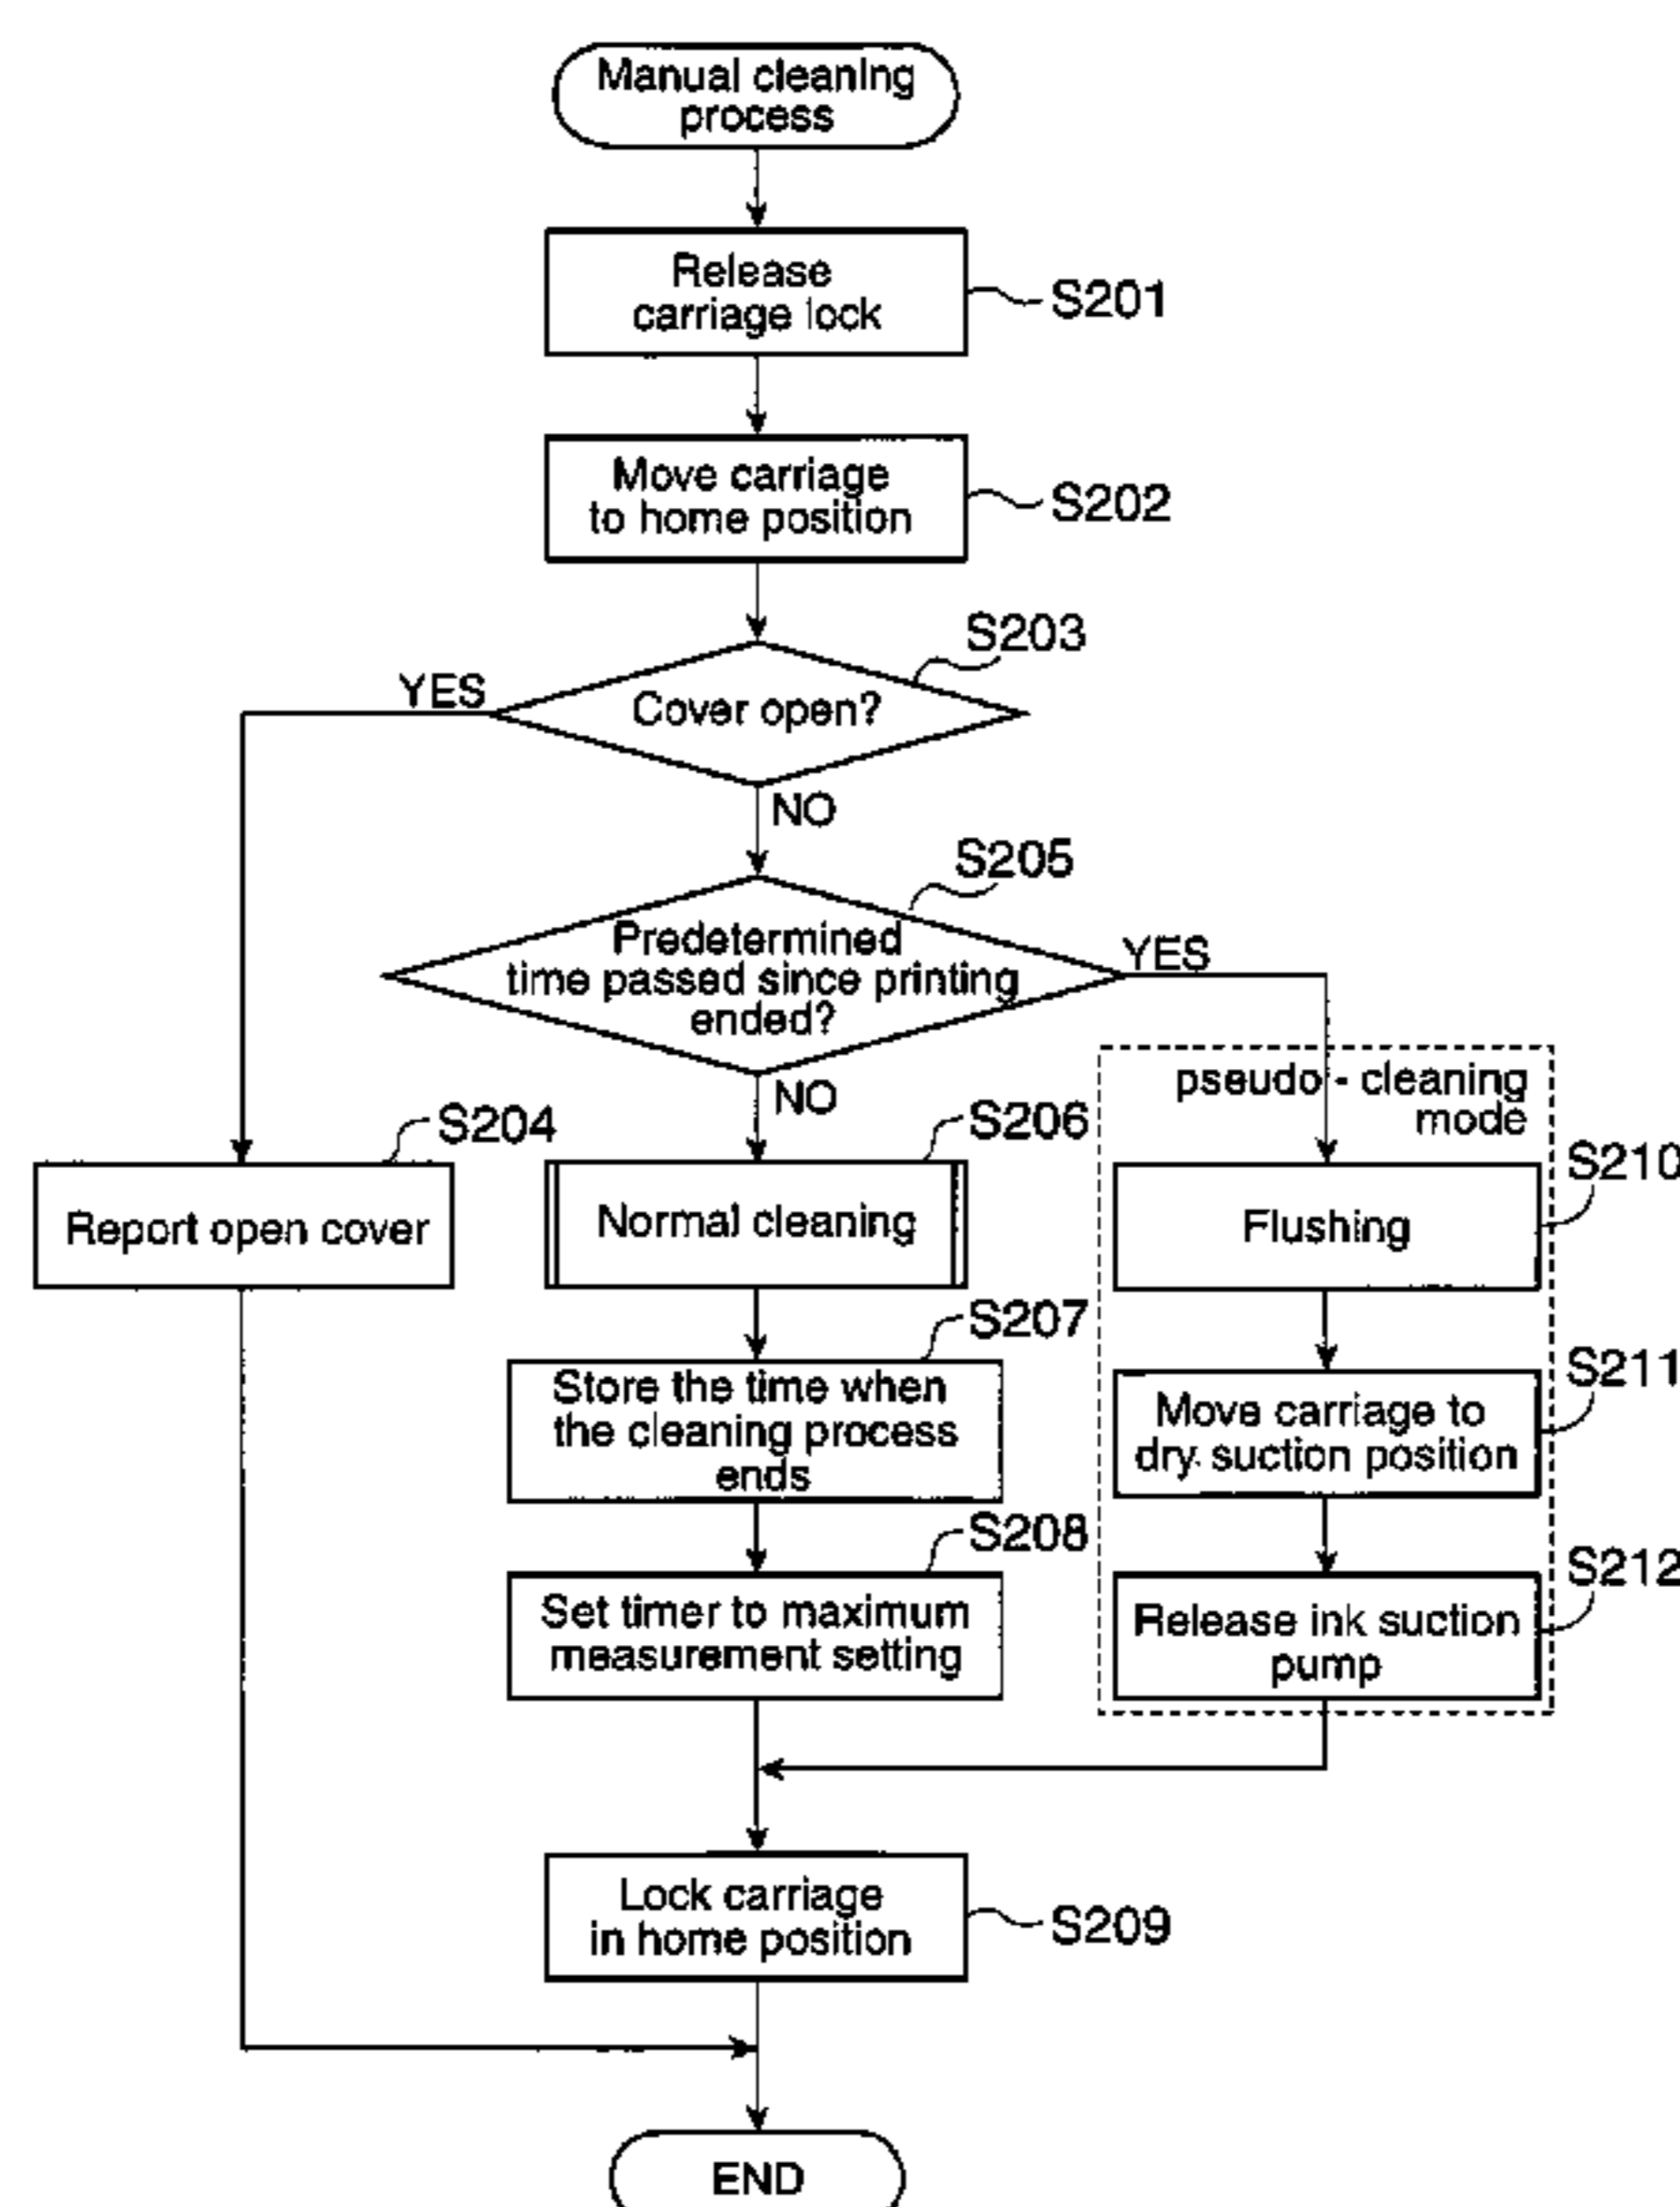 Manual cleaning
process
Release
carriage lock
S201
Move carriage
to home position
S202
S203
YES
Cover open?
NO
S205
Predetermined
time passed since printing
ended?
YES
NO
pseudo - cleaning
mode
S204
Report open cover
S206
Normal cleaning
S210
Flushing
S207
Store the time when
the cleaning process
ends
S211
Move carriage to
dry suction position
S208
Set timer to maximum
measurement setting
S212
Release ink suction
pump
Lock carriage
in home position
S209
END